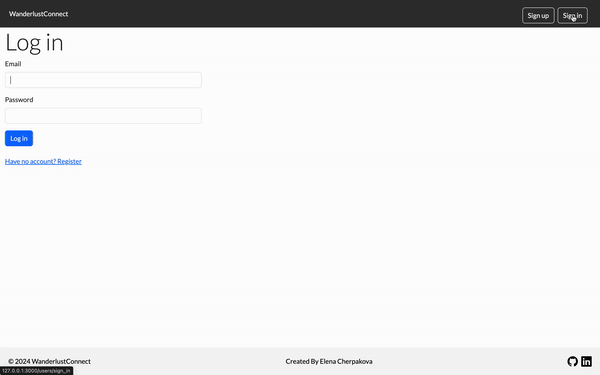 WanderlustConnect
Sign up
Sign in
Log in
Email
Password
Log in
Have no account? Register
© 2024 WanderlustConnect
Created By Elena Cherpakova
127.0.0.1:3000/users/sign_in